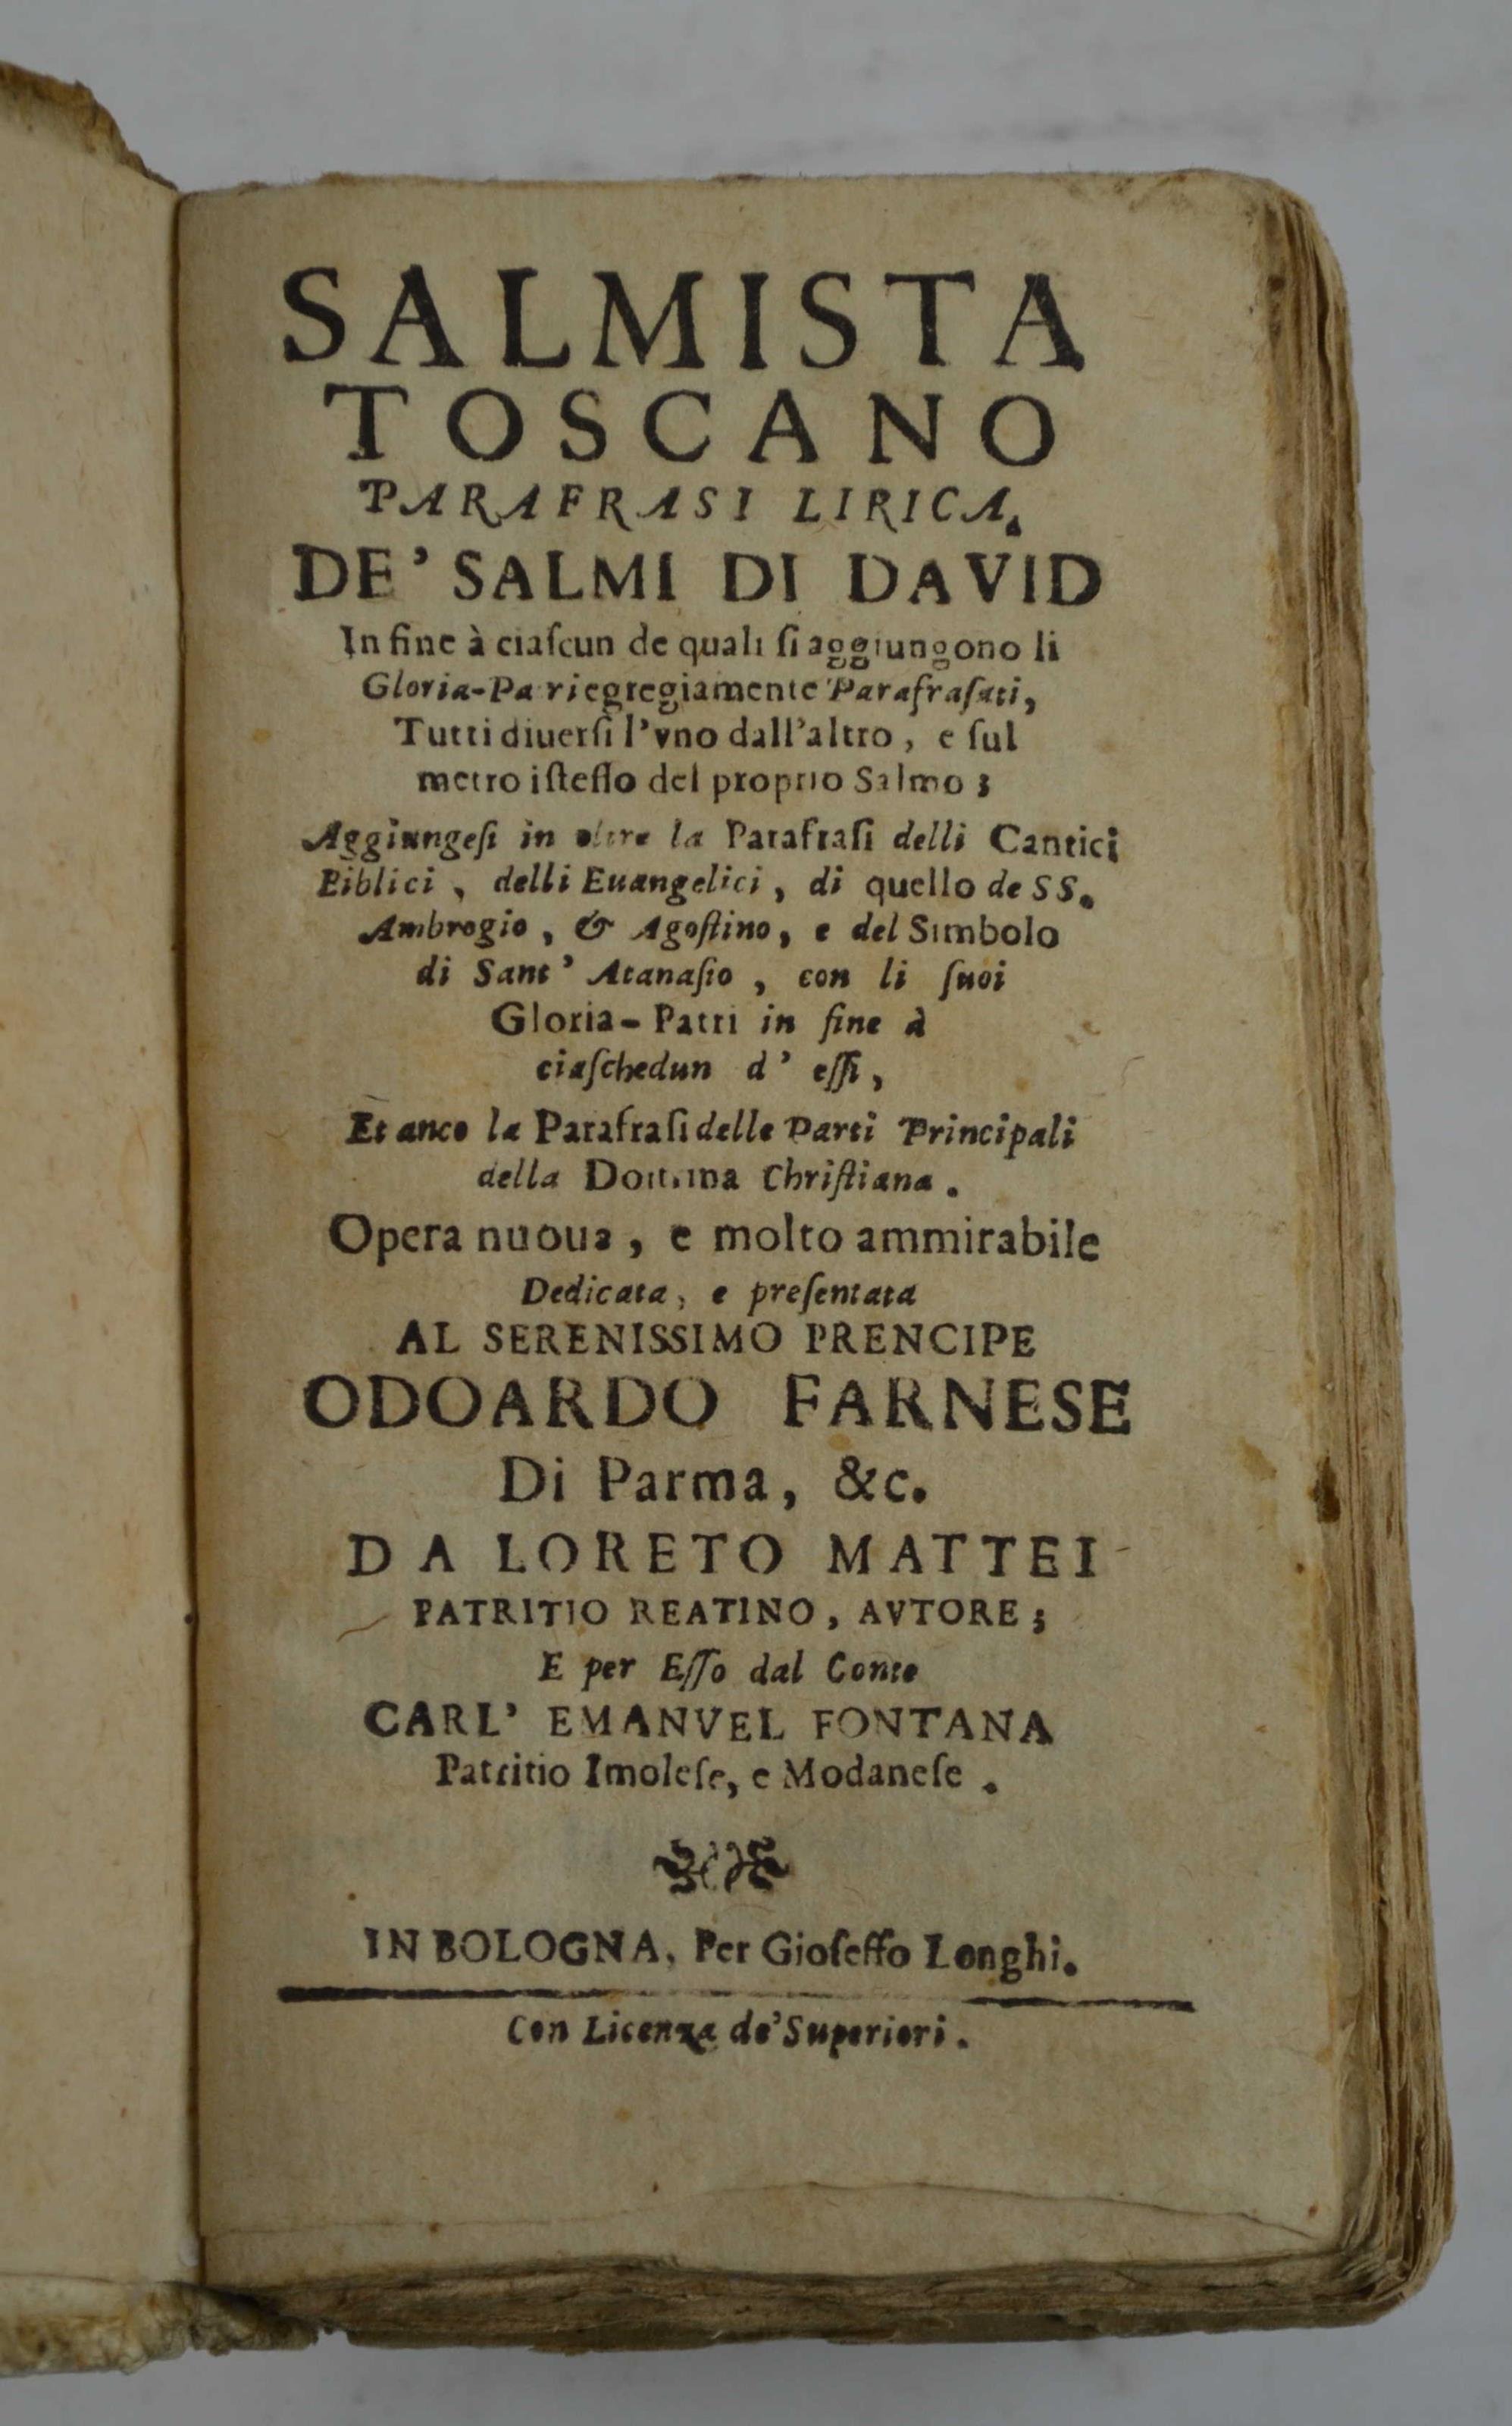 SALMISTA
TOSCANO
PARAFRASI LIRICA.
DE' SALMI DI DAVID
In fine à ciaſcun de quali ſi aggiungono li
Gloria-Pa ri egregiamente Parafraſati,
Tutti diuerſi l'vno dall'altro, e ſul
metro iſteſſo del proprio Salmo;
Aggiungeſi in oltre la Parafraſi delli Cantici
Biblici, delli Euangelici, di quello de SS.
Ambrogio, & Agoſtino, e del Simbolo
di Sant' Atanaſio, con li ſuoi
Gloria-Patri in fine à
ciaſchedun d' eſſi,
Et anco la Parafraſi delle Parti Principali
della Dottrina Chriſtiana.
Opera nuoua, e molto ammirabile
Dedicata, e preſentata
AL SERENISSIMO PRENCIPE
ODOARDO FARNESE
Di Parma, &c.
DA LORETO MATTEI
PATRITIO REATINO, AVTORE;
E per Eſſo dal Conte
CARL' EMANVEL FONTANA
Patritio Imoleſe, e Modaneſe.
IN BOLOGNA, Per Gioſeffo Longhi.
Con Licenza de' Superiori.